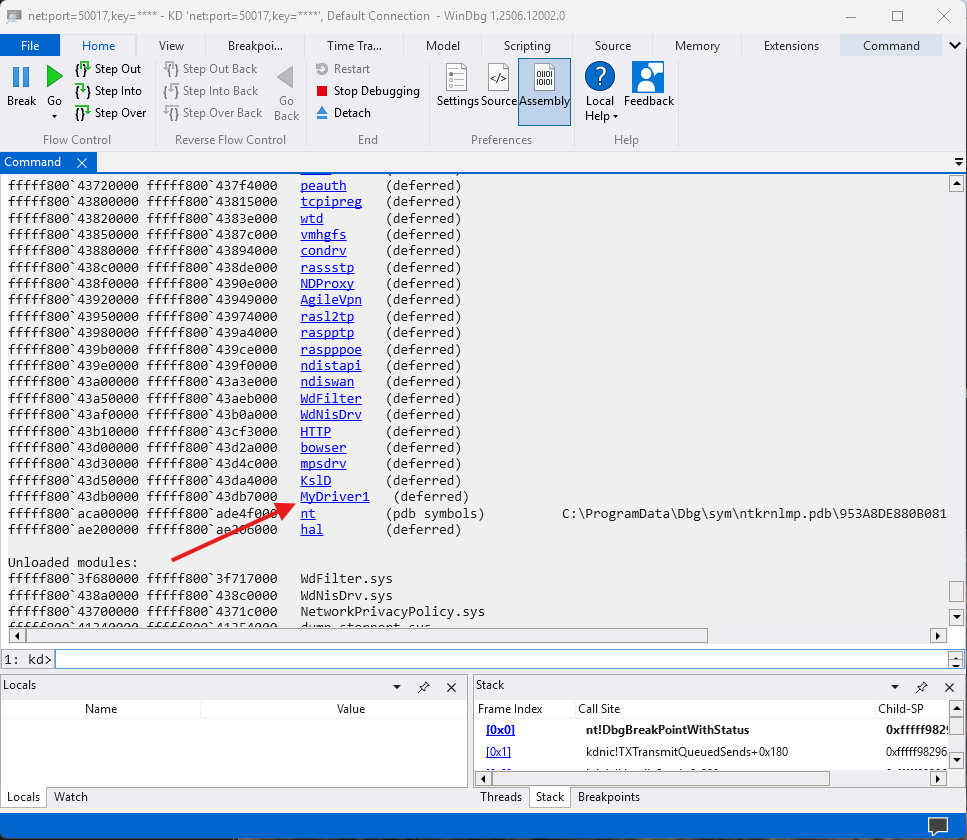 net:port=50017,key=**** - KD 'net:port=50017,key=****', Default Connection - WinDbg 1.2506.12002.0
File Home View Breakpoi... Time Tra... Model Scripting Source Memory Extensions Command
Break Go Step Out Step Into Step Over
Flow Control
Step Out Back Step Into Back Step Over Back Go Back
Reverse Flow Control
Restart Stop Debugging Detach
End
Settings Source Assembly
Preferences
Local Help Feedback
Help
Command
fffff800`43720000 fffff800`437f4000 peauth (deferred)
fffff800`43800000 fffff800`43815000 tcpipreg (deferred)
fffff800`43820000 fffff800`4383e000 wtd (deferred)
fffff800`43850000 fffff800`4387c000 vmhgfs (deferred)
fffff800`43880000 fffff800`43894000 condrv (deferred)
fffff800`438c0000 fffff800`438de000 rassstp (deferred)
fffff800`438f0000 fffff800`4390e000 NDProxy (deferred)
fffff800`43920000 fffff800`43949000 AgileVpn (deferred)
fffff800`43950000 fffff800`43974000 rasl2tp (deferred)
fffff800`43980000 fffff800`439a4000 raspptp (deferred)
fffff800`439b0000 fffff800`439ce000 raspppoe (deferred)
fffff800`439e0000 fffff800`439f0000 ndistapi (deferred)
fffff800`43a00000 fffff800`43a3e000 ndiswan (deferred)
fffff800`43a50000 fffff800`43aeb000 WdFilter (deferred)
fffff800`43af0000 fffff800`43b0a000 WdNisDrv (deferred)
fffff800`43b10000 fffff800`43cf3000 HTTP (deferred)
fffff800`43d00000 fffff800`43d2a000 bowser (deferred)
fffff800`43d30000 fffff800`43d4c000 mpsdrv (deferred)
fffff800`43d50000 fffff800`43da4000 KslD (deferred)
fffff800`43db0000 fffff800`43db7000 MyDriver1 (deferred)
fffff800`aca00000 fffff800`ade4f000 nt (pdb symbols) C:\ProgramData\Dbg\sym\ntkrnlmp.pdb\953A8DE880B081
fffff800`ae200000 fffff800`ae206000 hal (deferred)
Unloaded modules:
fffff800`3f680000 fffff800`3f717000 WdFilter.sys
fffff800`438a0000 fffff800`438c0000 WdNisDrv.sys
fffff800`43700000 fffff800`4371c000 NetworkPrivacyPolicy.sys
1: kd>
Locals
Name Value
Locals Watch
Stack
Frame Index Call Site Child-SP
[0x0] nt!DbgBreakPointWithStatus 0xfffff9829
[0x1] kdnic!TXTransmitQueuedSends+0x180 0xfffff98296
Threads Stack Breakpoints